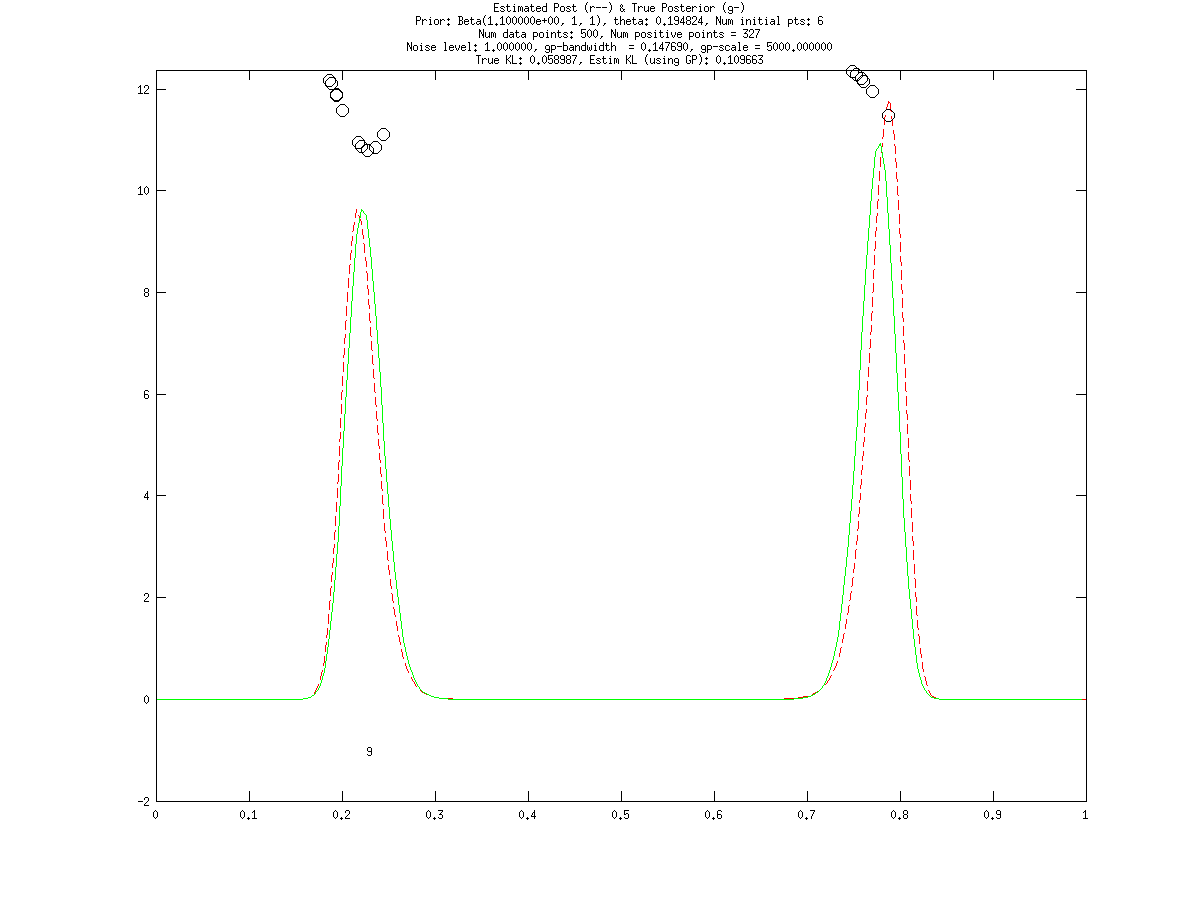 Estimated Post (r--) & True Posterior (g-)
Prior: Beta(1.100000e+00, 1, 1), theta: 0.194824, Num initial pts: 6
Num data points: 500, Num positive points = 327
Noise level: 1.000000, gp-bandwidth  = 0.147690, gp-scale = 5000.000000
True KL: 0.058987, Estim KL (using GP): 0.109663
12
10
8
6
4
2
0
9
-2
0 0.1 0.2 0.3 0.4 0.5 0.6 0.7 0.8 0.9 1